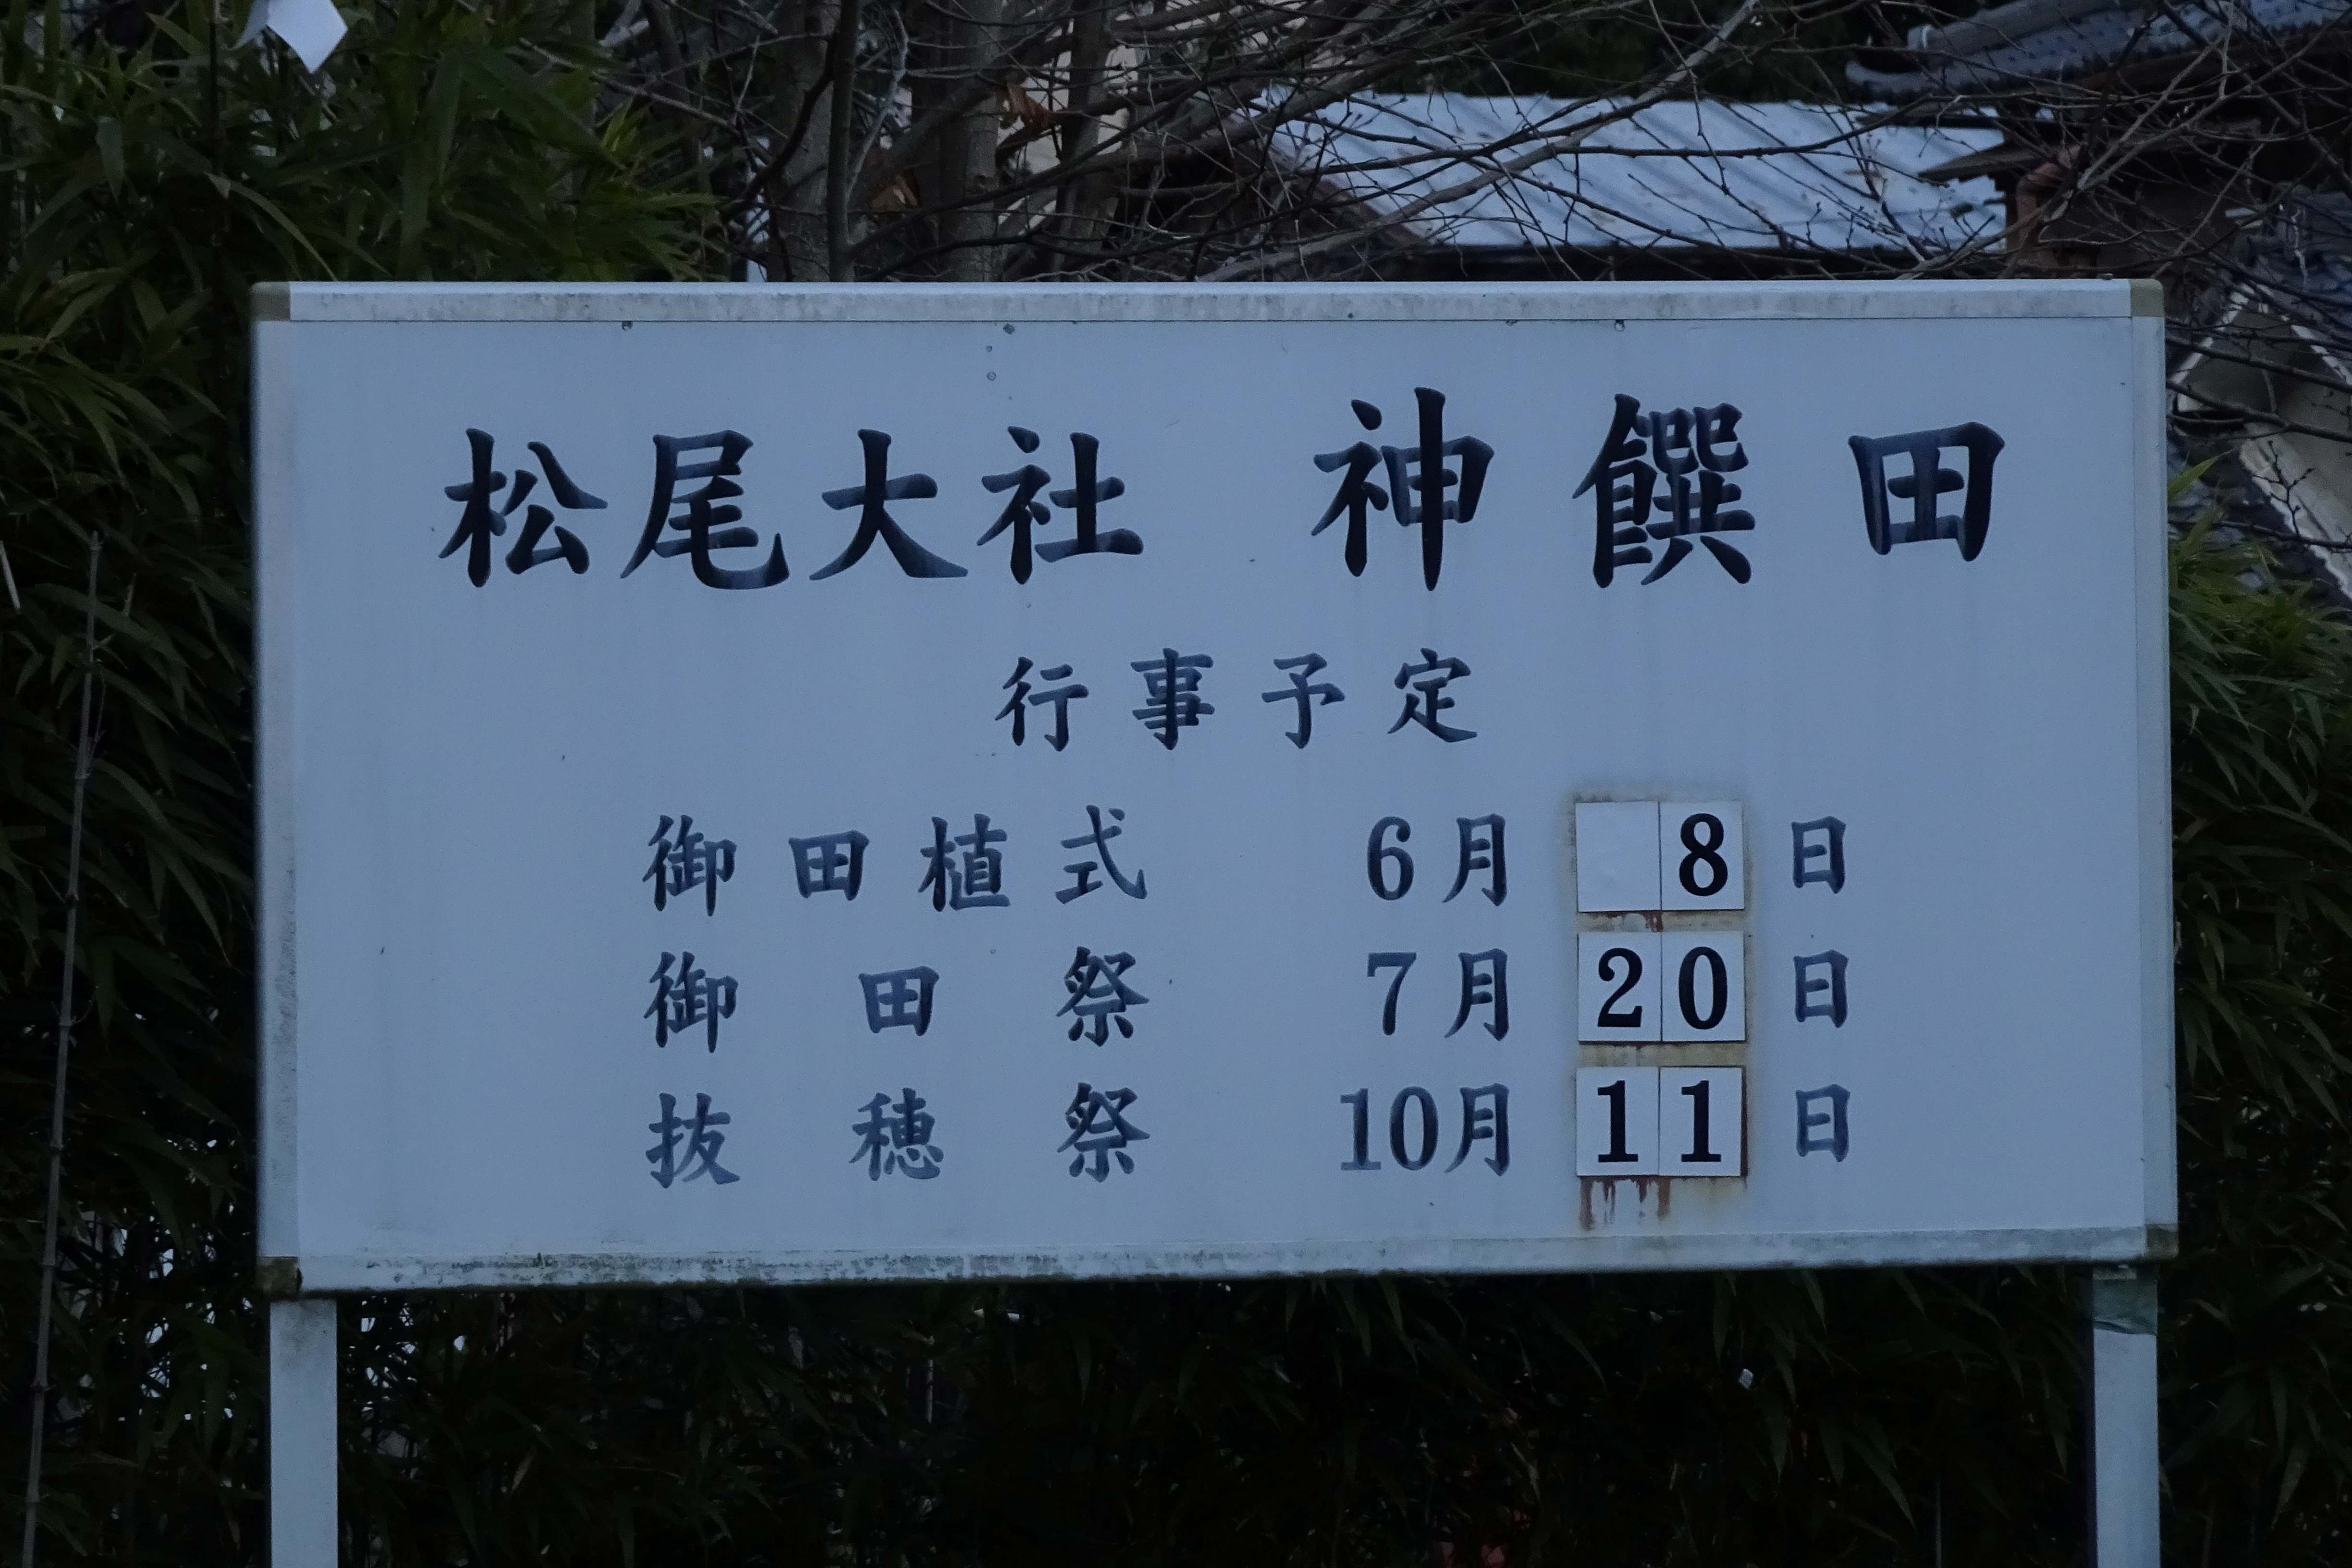 松尾大社 神饌田
行事予定
御田植式 6月 8日
御田祭 7月20日
抜穂祭 10月11日